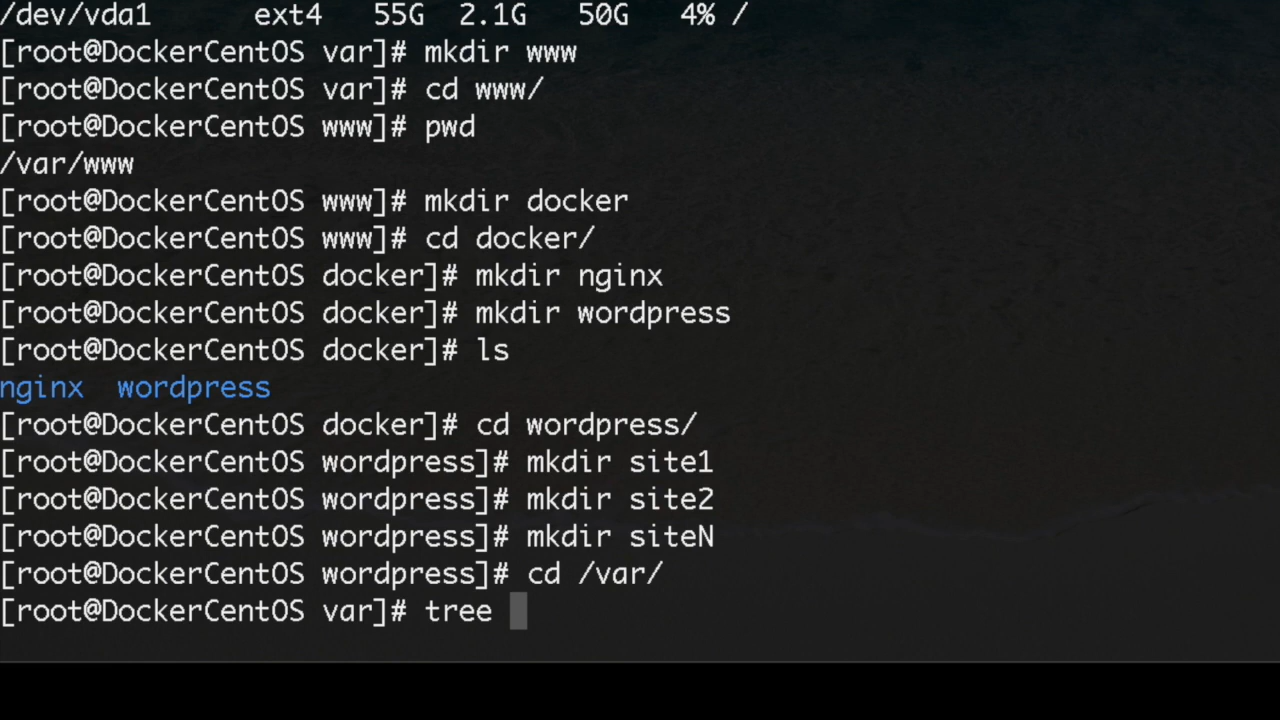 /dev/vda1      ext4   55G  2.1G   50G   4% /
[root@DockerCentOS var]# mkdir www
[root@DockerCentOS var]# cd www/
[root@DockerCentOS www]# pwd
/var/www
[root@DockerCentOS www]# mkdir docker
[root@DockerCentOS www]# cd docker/
[root@DockerCentOS docker]# mkdir nginx
[root@DockerCentOS docker]# mkdir wordpress
[root@DockerCentOS docker]# ls
nginx  wordpress
[root@DockerCentOS docker]# cd wordpress/
[root@DockerCentOS wordpress]# mkdir site1
[root@DockerCentOS wordpress]# mkdir site2
[root@DockerCentOS wordpress]# mkdir siteN
[root@DockerCentOS wordpress]# cd /var/
[root@DockerCentOS var]# tree